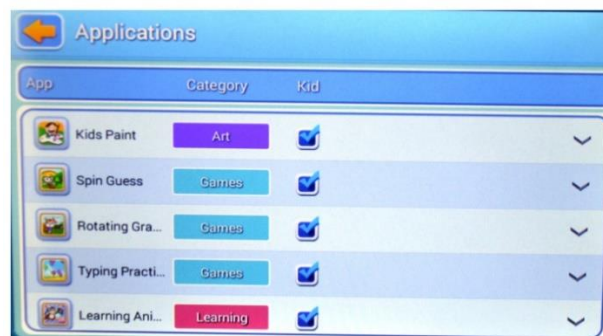 Applications
App Category Kid
Kids Paint Art
Spin Guess Games
Rotating Gra... Games
Typing Practi... Games
Learning Ani... Learning